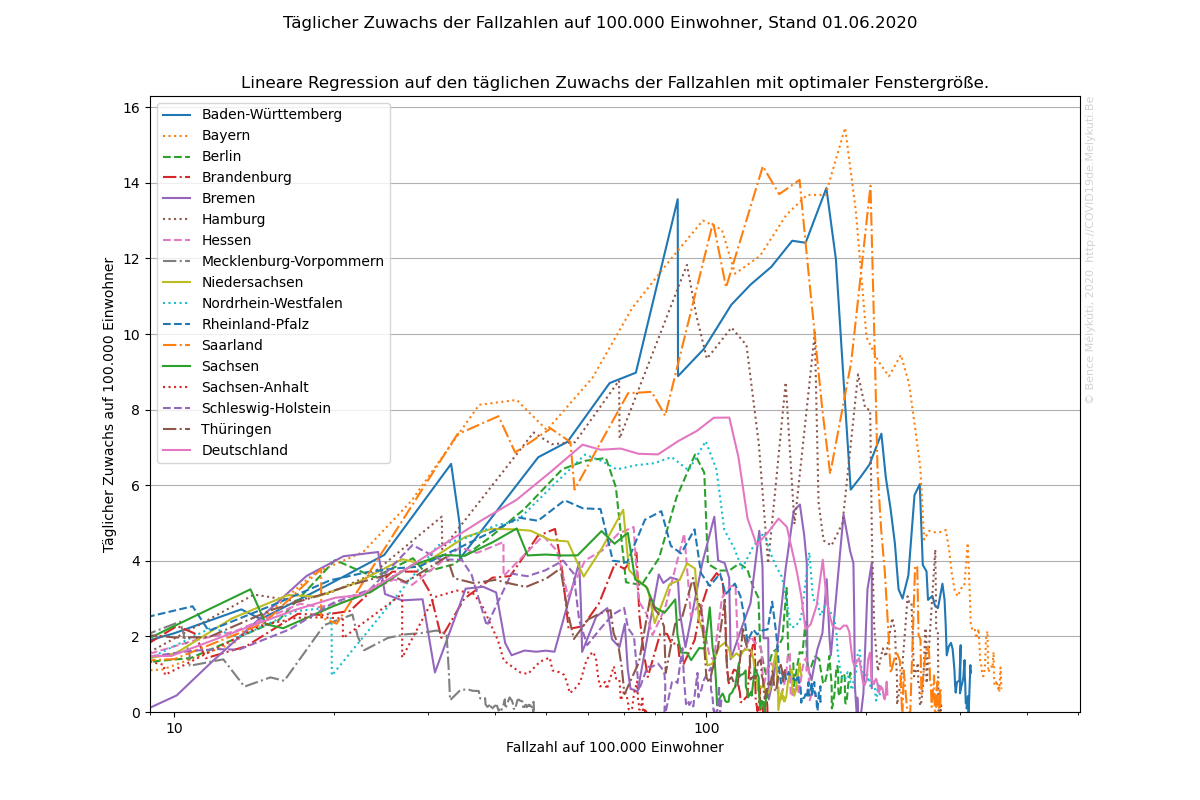 Täglicher Zuwachs der Fallzahlen auf 100.000 Einwohner, Stand 01.06.2020
Lineare Regression auf den täglichen Zuwachs der Fallzahlen mit optimaler Fenstergröße.
Täglicher Zuwachs auf 100.000 Einwohner
16
14
12
10
8
6
4
2
0
Baden-Württemberg
Bayern
Berlin
Brandenburg
Bremen
Hamburg
Hessen
Mecklenburg-Vorpommern
Niedersachsen
Nordrhein-Westfalen
Rheinland-Pfalz
Saarland
Sachsen
Sachsen-Anhalt
Schleswig-Holstein
Thüringen
Deutschland
© Bence Mélykúti, 2020. http://COVID19de.Melykuti.Be
10
100
Fallzahl auf 100.000 Einwohner